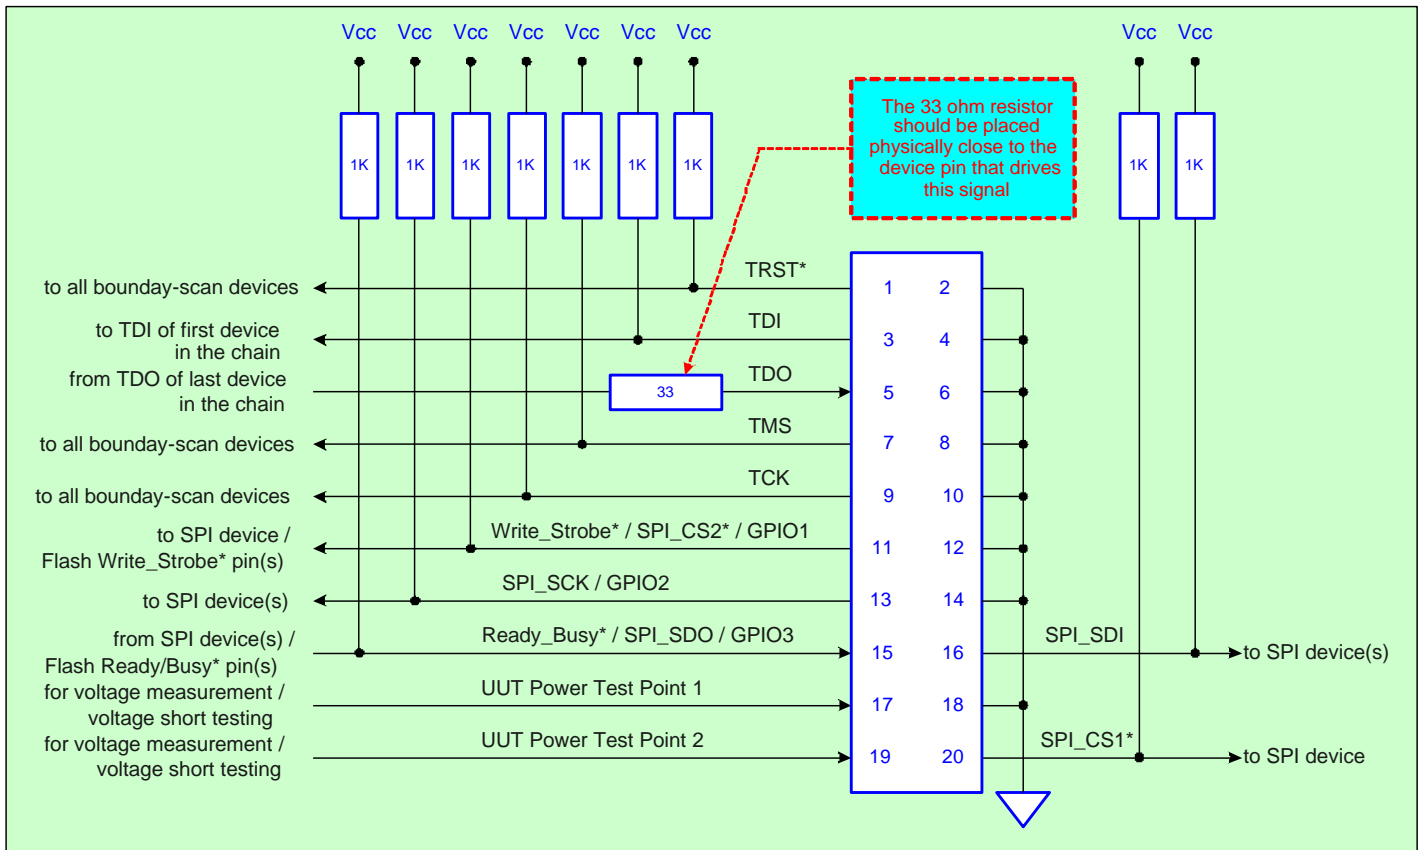 Vcc Vcc Vcc Vcc Vcc Vcc Vcc Vcc Vcc
The 33 ohm resistor
should be placed
physically close to the
device pin that drives
this signal
1K 1K 1K 1K 1K 1K 1K 1K 1K
to all bounday-scan devices TRST* 1 2
to TDI of first device
in the chain
TDI 3 4
from TDO of last device
in the chain
33 TDO 5 6
to all bounday-scan devices TMS 7 8
to all bounday-scan devices TCK 9 10
to SPI device /
Flash Write_Strobe* pin(s)
Write_Strobe* / SPI_CS2* / GPIO1 11 12
to SPI device(s) SPI_SCK / GPIO2 13 14
from SPI device(s) /
Flash Ready/Busy* pin(s)
Ready_Busy* / SPI_SDO / GPIO3 15 16 SPI_SDI to SPI device(s)
for voltage measurement /
voltage short testing
UUT Power Test Point 1 17 18
for voltage measurement /
voltage short testing
UUT Power Test Point 2 19 20 SPI_CS1* to SPI device